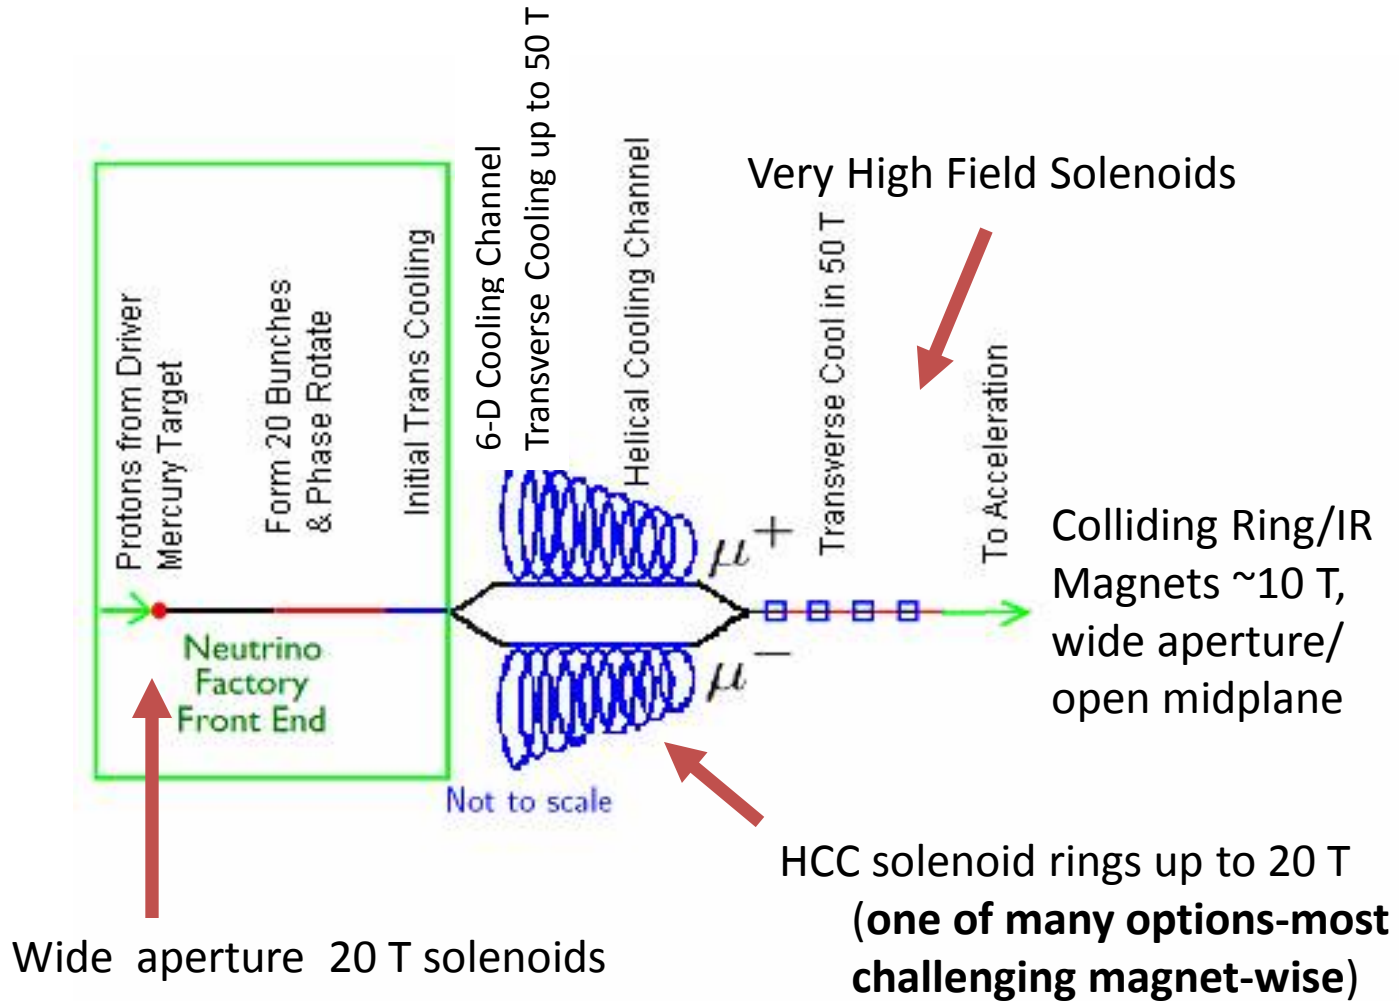 Protons from Driver
Mercury Target
Form 20 Bunches
& Phase Rotate
Initial Trans Cooling
6-D Cooling Channel
Transverse Cooling up to 50 T
Helical Cooling Channel
Very High Field Solenoids
Transverse Cool in 50 T
To Acceleration
μ+
μ−
Neutrino
Factory
Front End
Not to scale
Colliding Ring/IR
Magnets ~10 T,
wide aperture/
open midplane
HCC solenoid rings up to 20 T
(one of many options-most
challenging magnet-wise)
Wide aperture 20 T solenoids